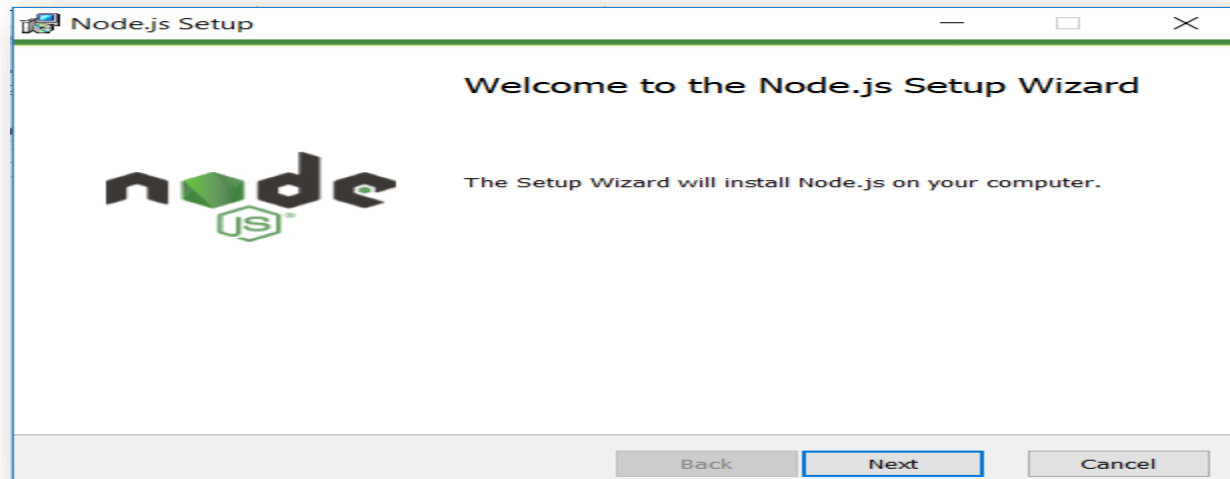 Node.js Setup
Welcome to the Node.js Setup Wizard
node
JS®
The Setup Wizard will install Node.js on your computer.
Back Next Cancel